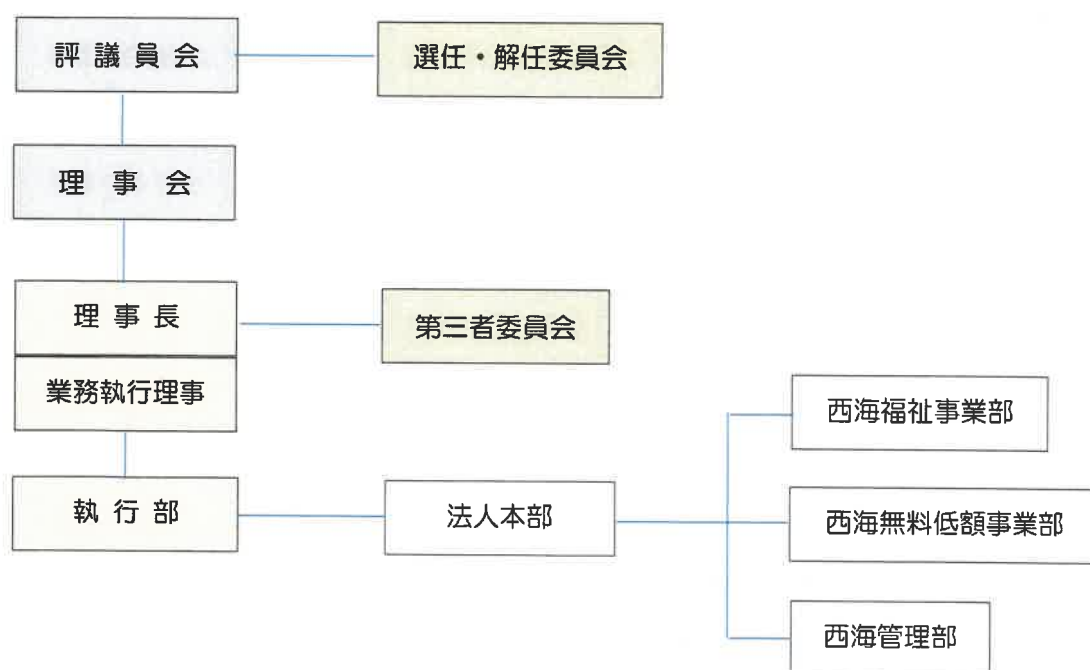 評議員会
選任・解任委員会
理事会
理事長
第三者委員会
業務執行理事
西海福祉事業部
執行部
法人本部
西海無料低額事業部
西海管理部